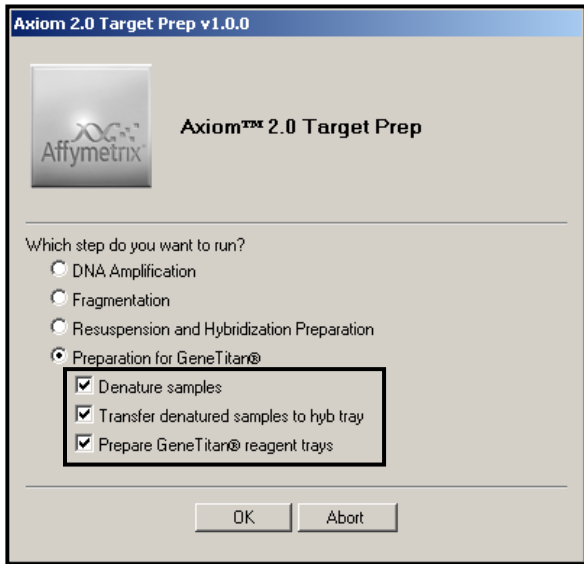 Axiom 2.0 Target Prep v1.0.0
Affymetrix
Axiom™ 2.0 Target Prep
Which step do you want to run?
DNA Amplification
Fragmentation
Resuspension and Hybridization Preparation
Preparation for GeneTitan®
Denature samples
Transfer denatured samples to hyb tray
Prepare GeneTitan® reagent trays
OK Abort